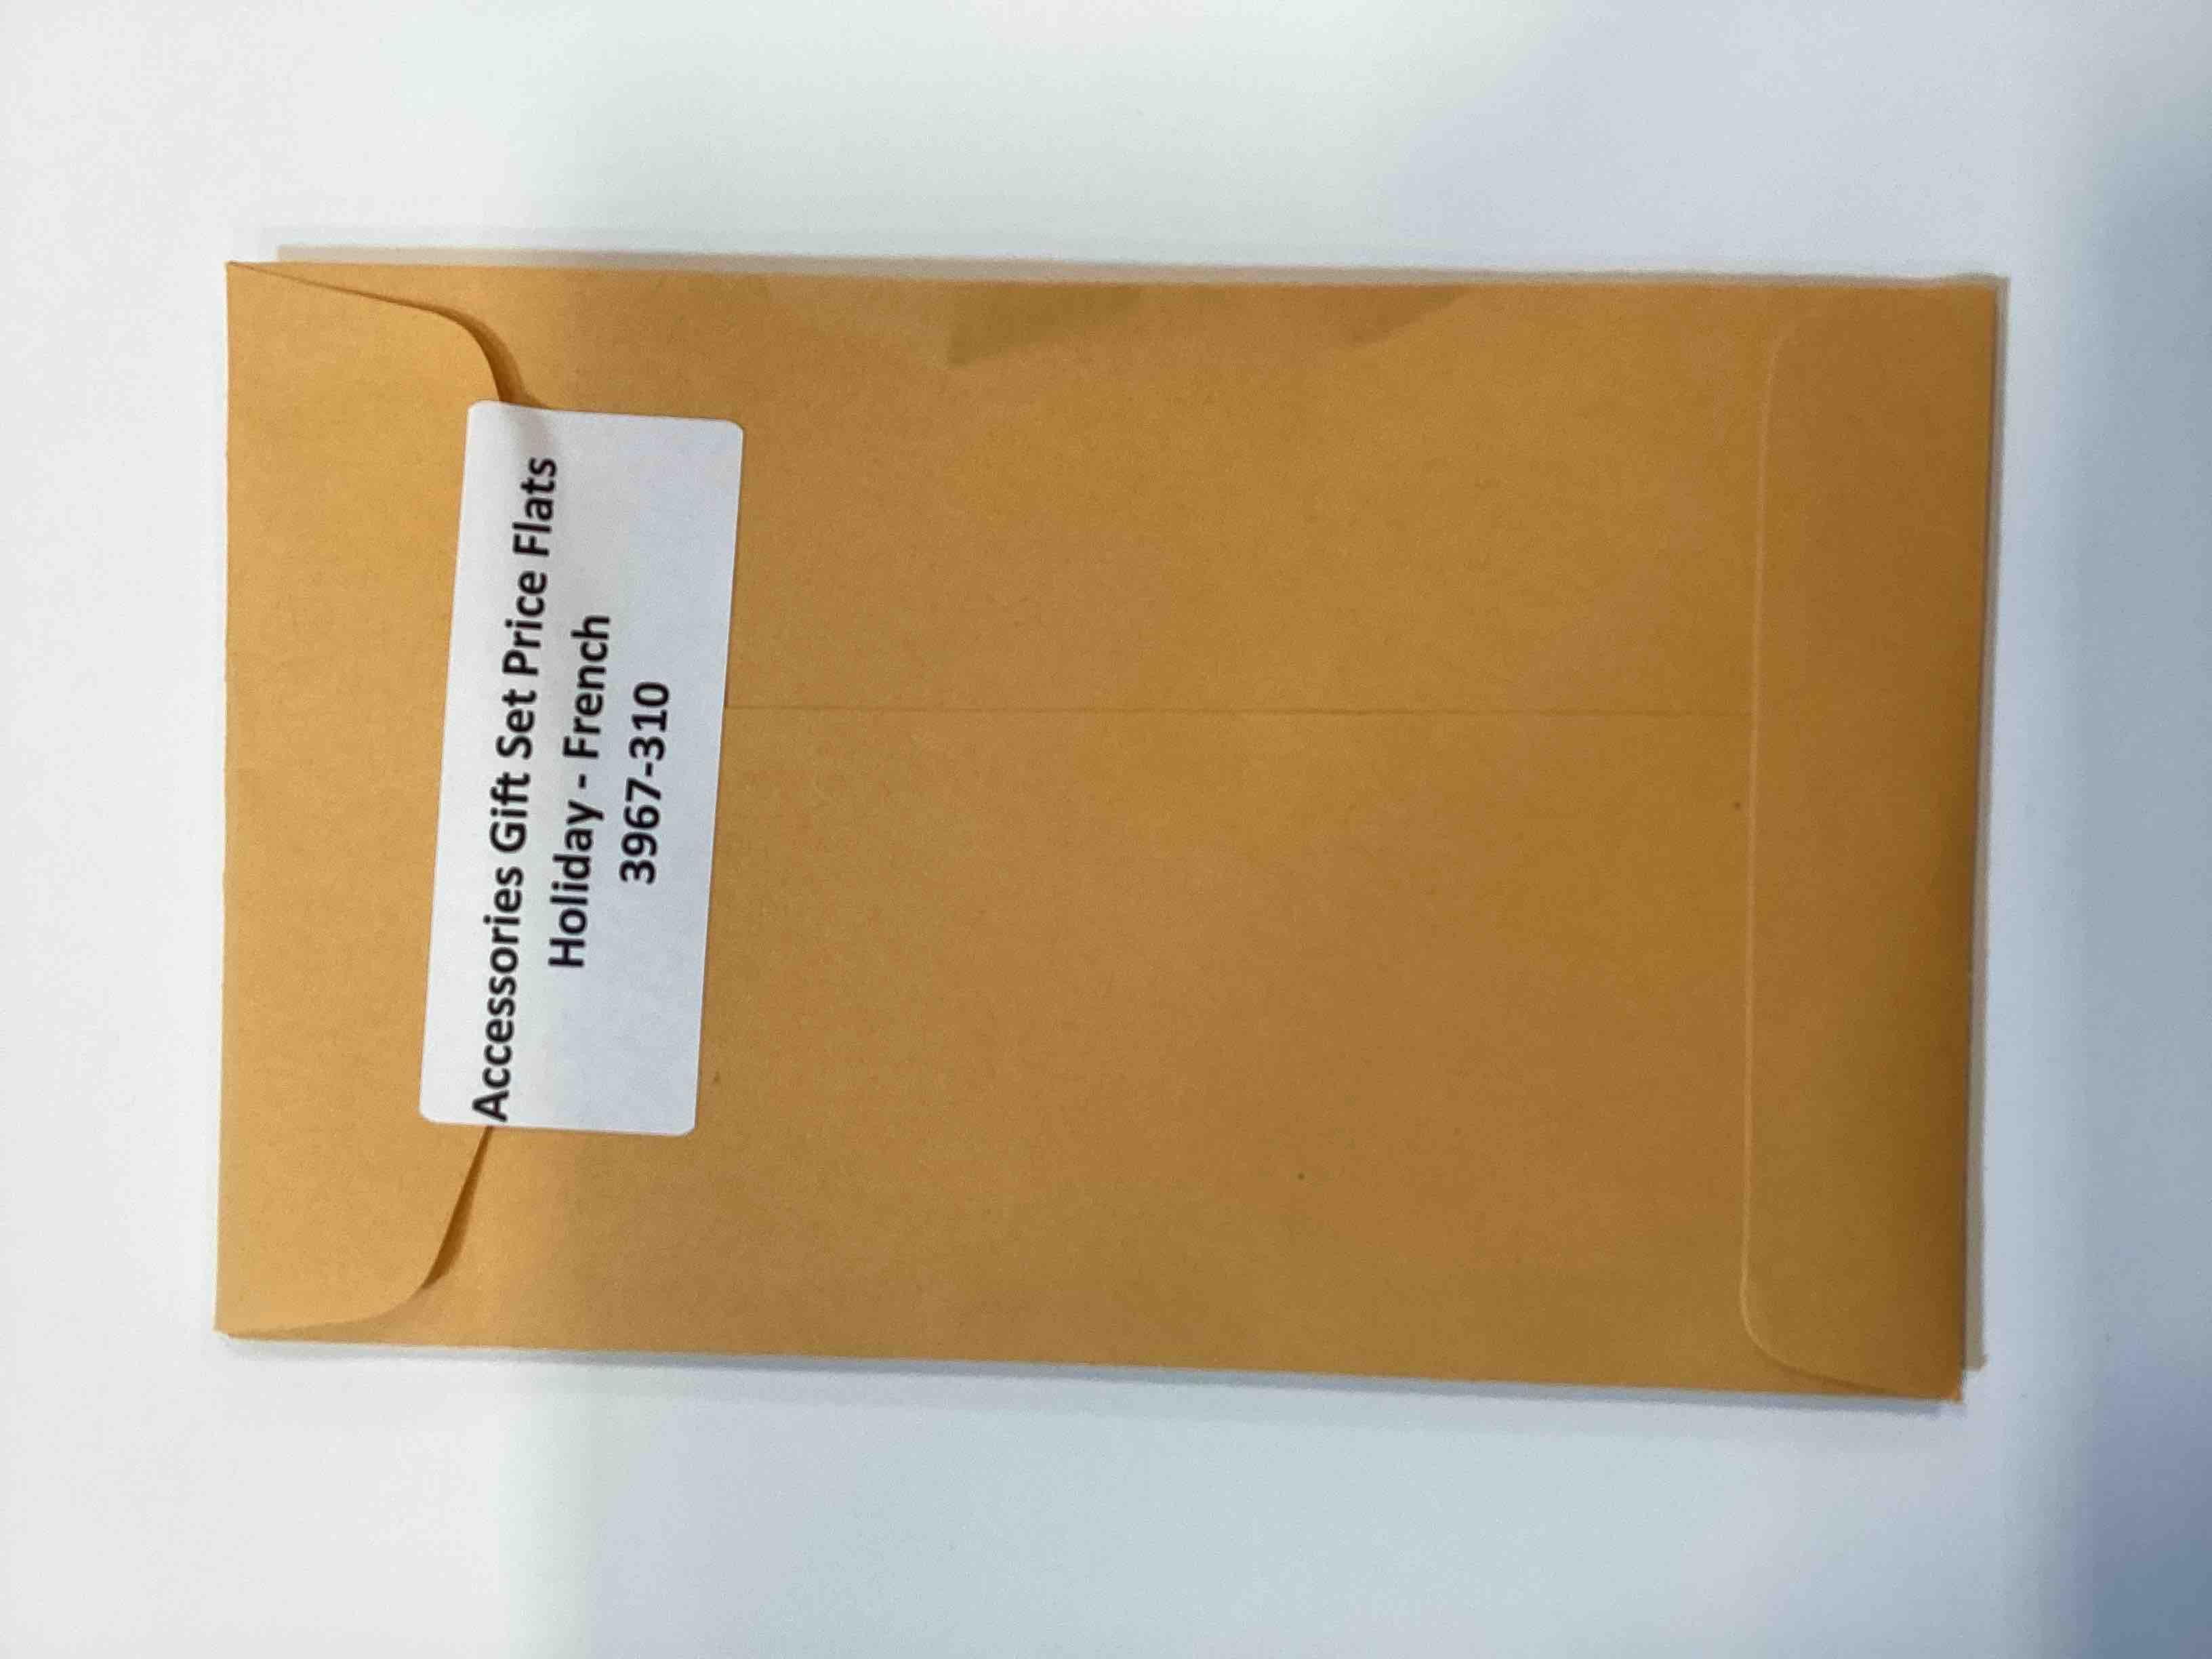 Accessories Gift Set Price Flats
Holiday - French
3967-310